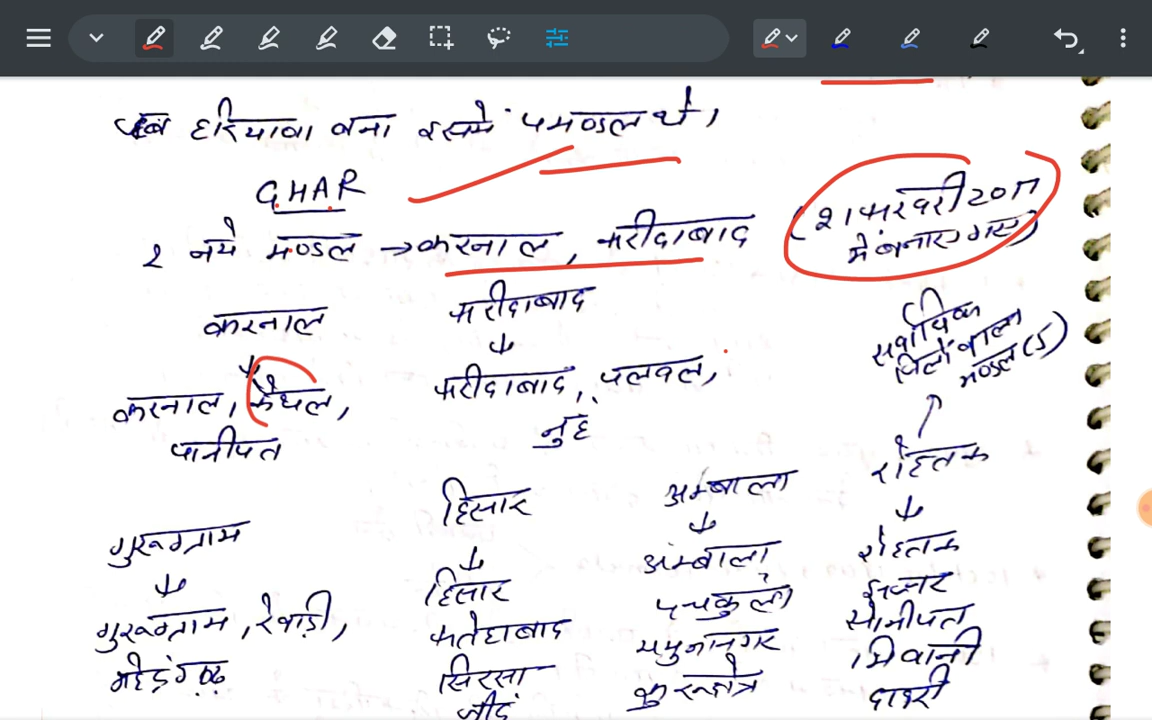 जब हरियाणा बना इसमे 4 मण्डल थे,
GHAR
2 नये मण्डल → करनाल, फरीदाबाद (2 फरवरी 2017
में बनाए गए)
करनाल
↓
करनाल, कैथल,
पानीपत
फरीदाबाद
↓
फरीदाबाद, पलवल,
नुह
(सर्वाधिक
जिलों वाला
मण्डल (5)
↑
रोहतक
↓
रोहतक
झज्जर
सोनीपत
भिवानी
दादरी
गुरूग्राम
↓
गुरूग्राम, रेवाड़ी,
महेंद्रगढ़
हिसार
↓
हिसार
फतेहाबाद
सिरसा
जींद
अम्बाला
↓
अम्बाला
पंचकुला
यमुनानगर
कुरूक्षेत्र